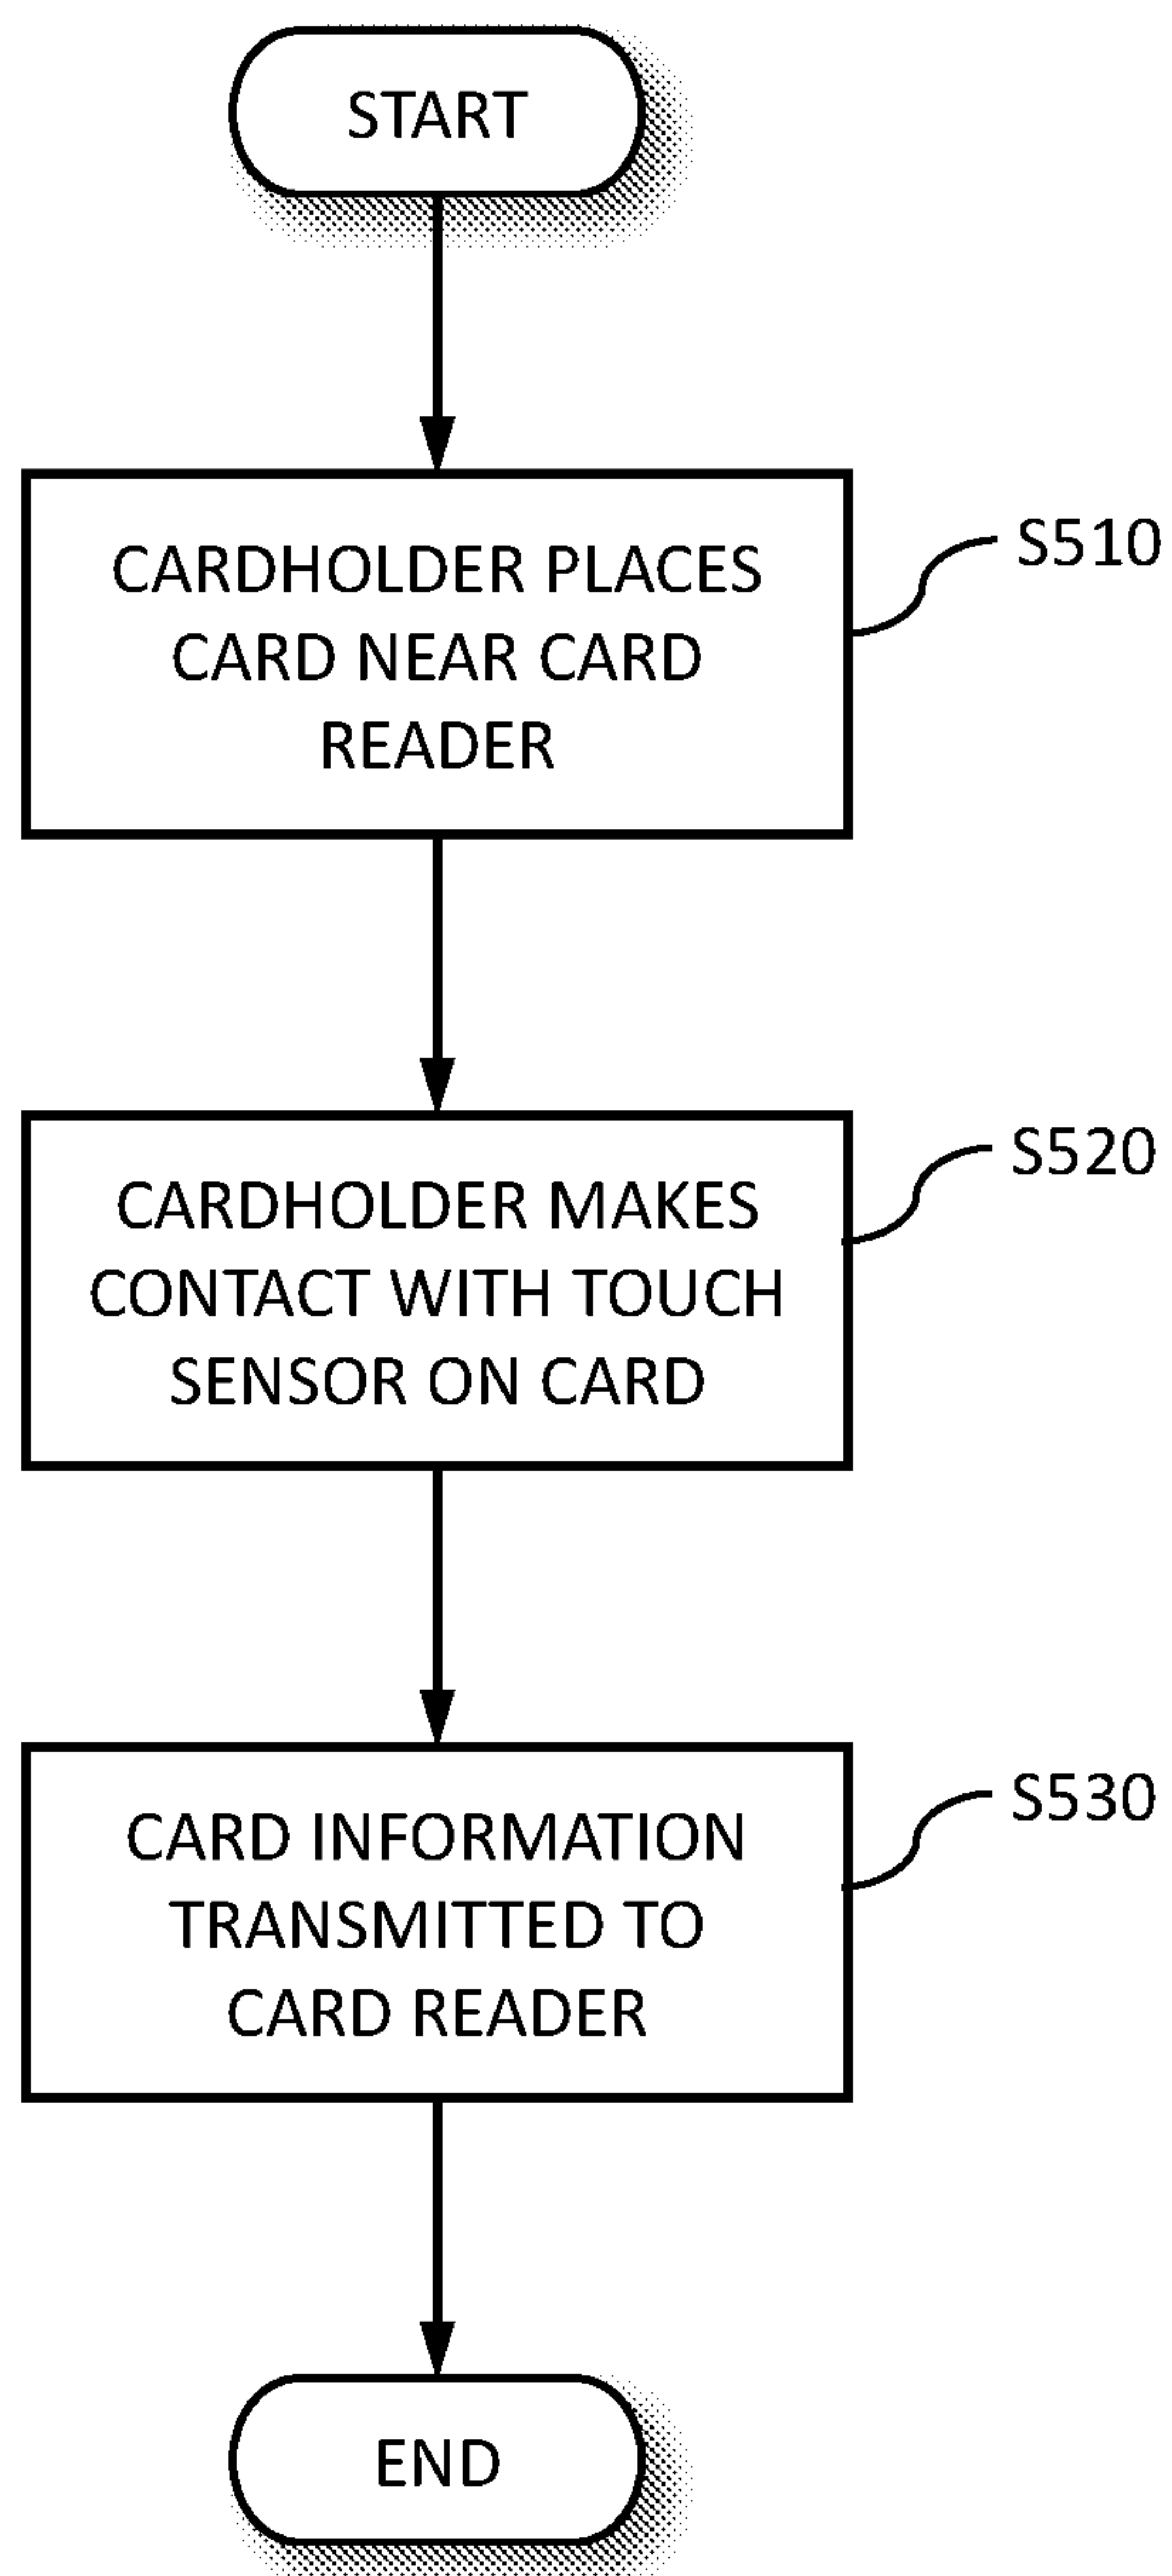 START
CARDHOLDER PLACES
CARD NEAR CARD
READER
S510
CARDHOLDER MAKES
CONTACT WITH TOUCH
SENSOR ON CARD
S520
CARD INFORMATION
TRANSMITTED TO
CARD READER
S530
END